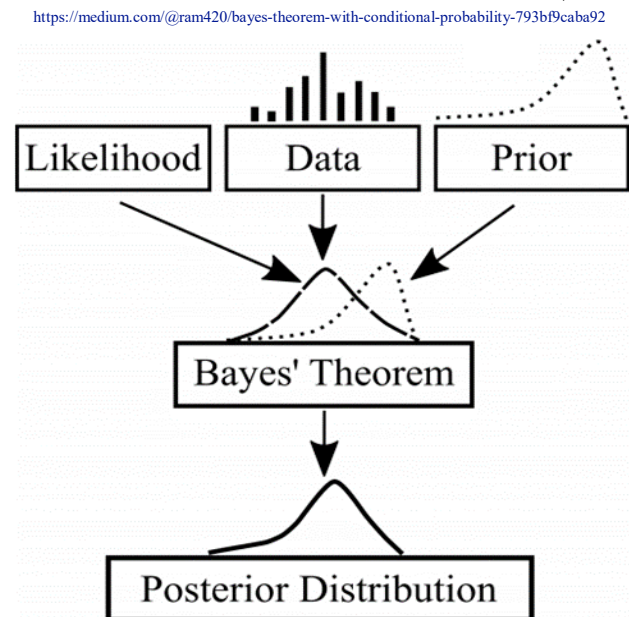 https://medium.com/@ram420/bayes-theorem-with-conditional-probability-793bf9caba92
Likelihood
Data
Prior
Bayes' Theorem
Posterior Distribution